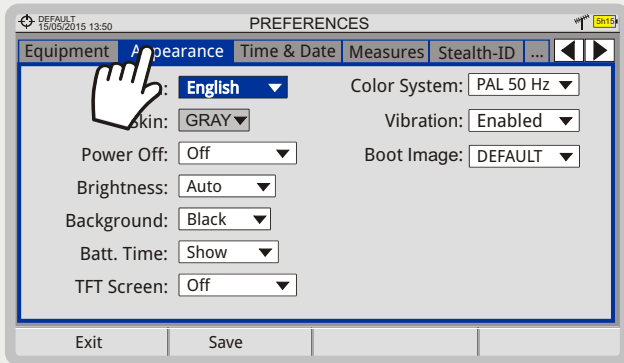 DEFAULT
15/05/2015 13:50
PREFERENCES
5h15
Equipment Appearance Time & Date Measures Stealth-ID ...
: English
Skin: GRAY
Power Off: Off
Brightness: Auto
Background: Black
Batt. Time: Show
TFT Screen: Off
Color System: PAL 50 Hz
Vibration: Enabled
Boot Image: DEFAULT
Exit Save